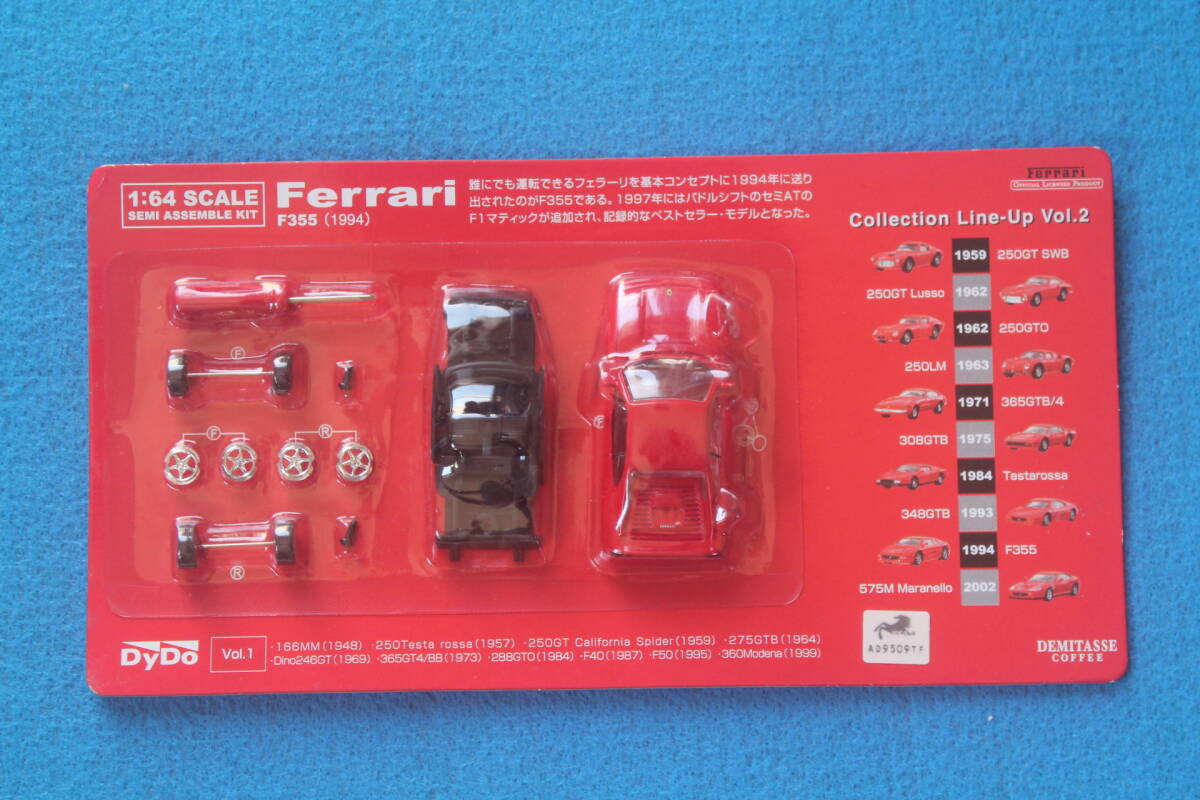 1:64 SCALE
SEMI ASSEMBLE KIT
Ferrari
F355 (1994)
誰にでも運転できるフェラーリを基本コンセプトに1994年に送り
出されたのがF355である。1997年にはパドルシフトのセミATの
F1マティックが追加され、記録的なベストセラー・モデルとなった。
Ferrari
OFFICIAL LICENSED PRODUCT
Collection Line-Up Vol.2
1959 250GT SWB
250GT Lusso 1962
1962 250GTO
250LM 1963
1971 365GTB/4
308GTB 1975
1984 Testarossa
348GTB 1993
1994 F355
575M Maranello 2002
F
F
R
R
F
DyDo
Vol.1
·166MM(1948) ·250Testa rossa(1957) ·250GT California Spider(1959) ·275GTB(1964)
·Dino246GT(1969) ·365GT4/BB(1973) ·288GTO(1984) ·F40(1987) ·F50(1995) ·360Modena(1999)
AD9509TF
DEMITASSE
COFFEE